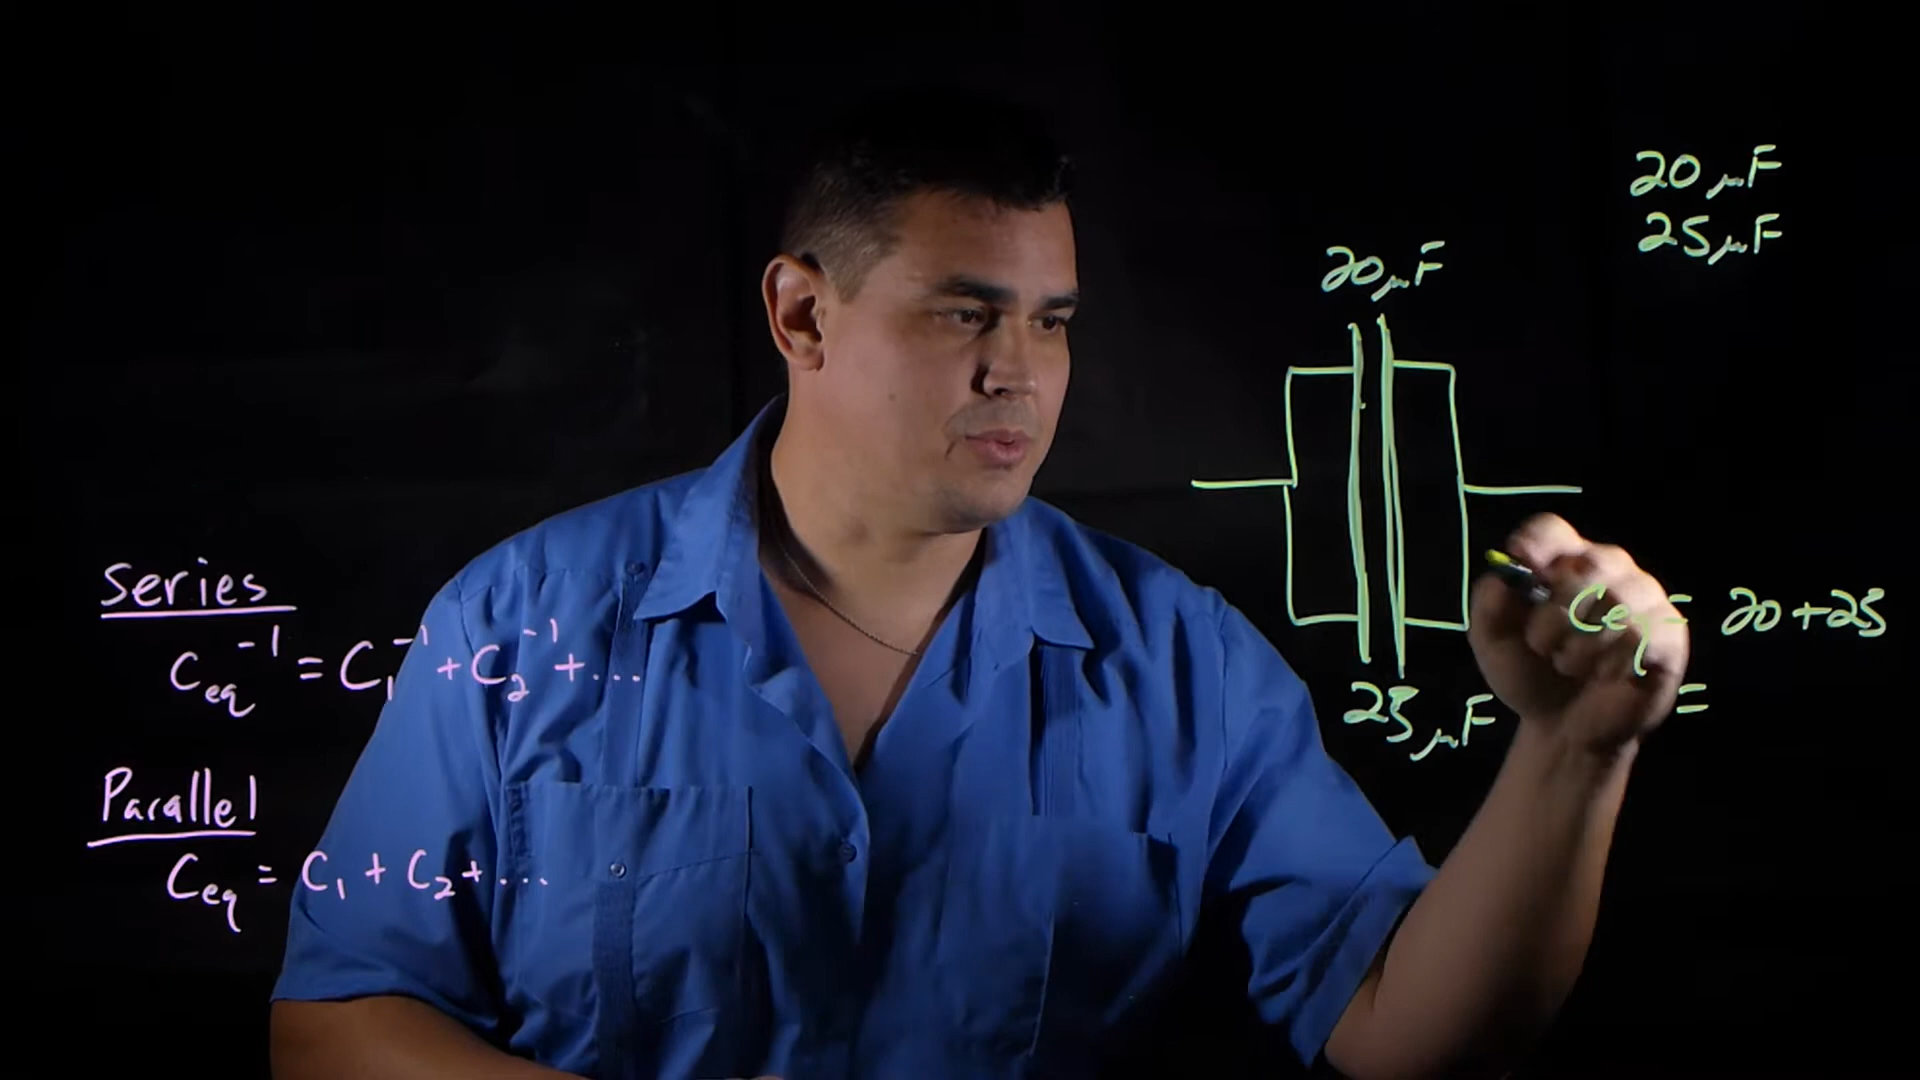 Series
Ceq⁻¹ = C₁⁻¹ + C₂⁻¹ + ...
Parallel
Ceq = C₁ + C₂ + ...
20 μF
25 μF
20 μF
25 μF
Ceq = 20 + 25
=